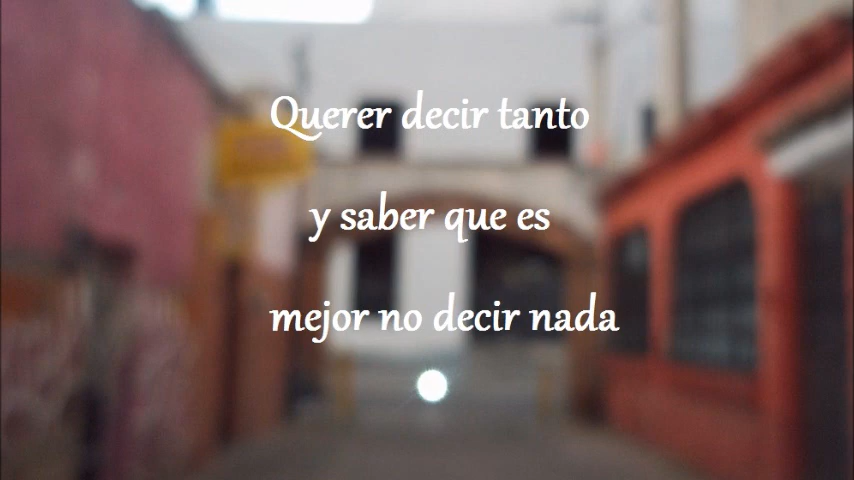 Querer decir tanto
y saber que es
mejor no decir nada